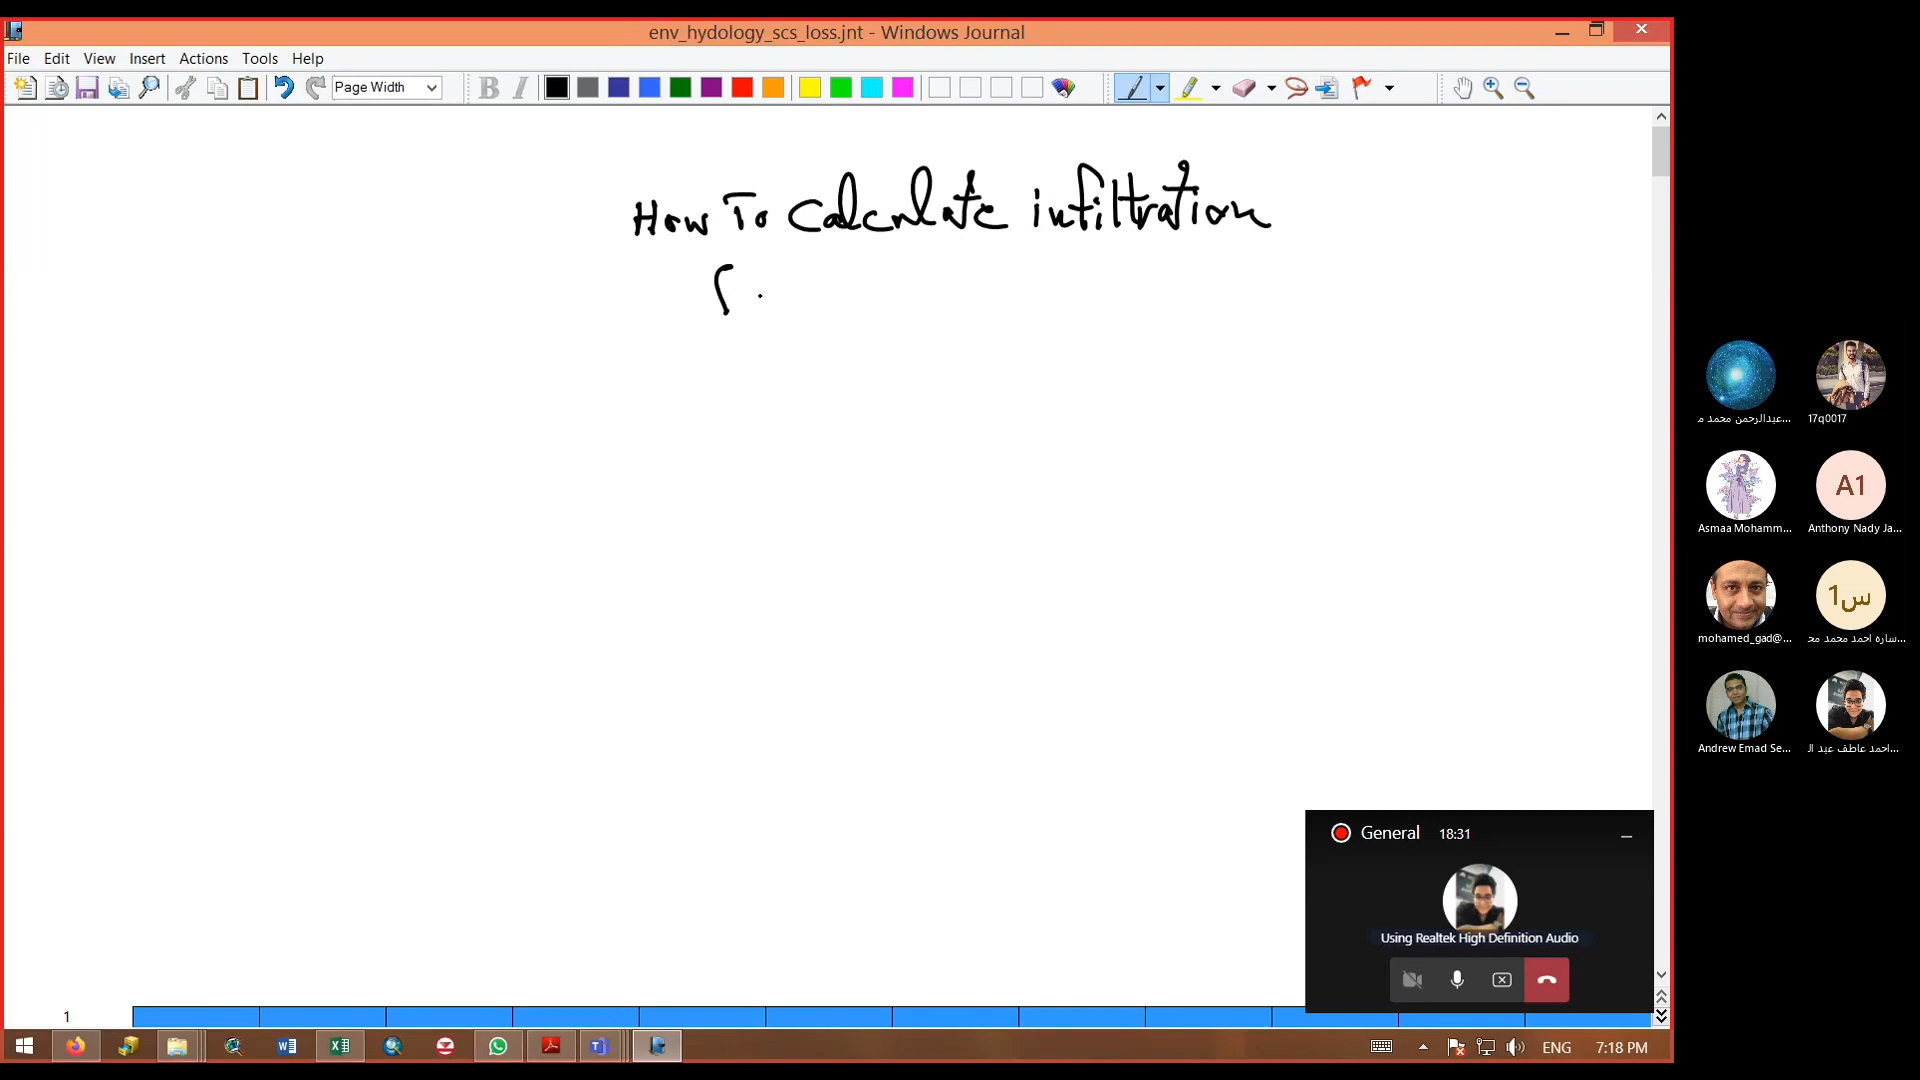 env_hydology_scs_loss.jnt - Windows Journal
File Edit View Insert Actions Tools Help
Page Width
B I
How To Calculate infiltration
عبدالرحمن محمد م...
17q0017
Asmaa Mohamm...
A1
Anthony Nady Ja...
mohamed_gad@...
س1
ساره احمد محمد مح...
Andrew Emad Se...
احمد عاطف عبد ال...
General 18:31
Using Realtek High Definition Audio
1
ENG 7:18 PM